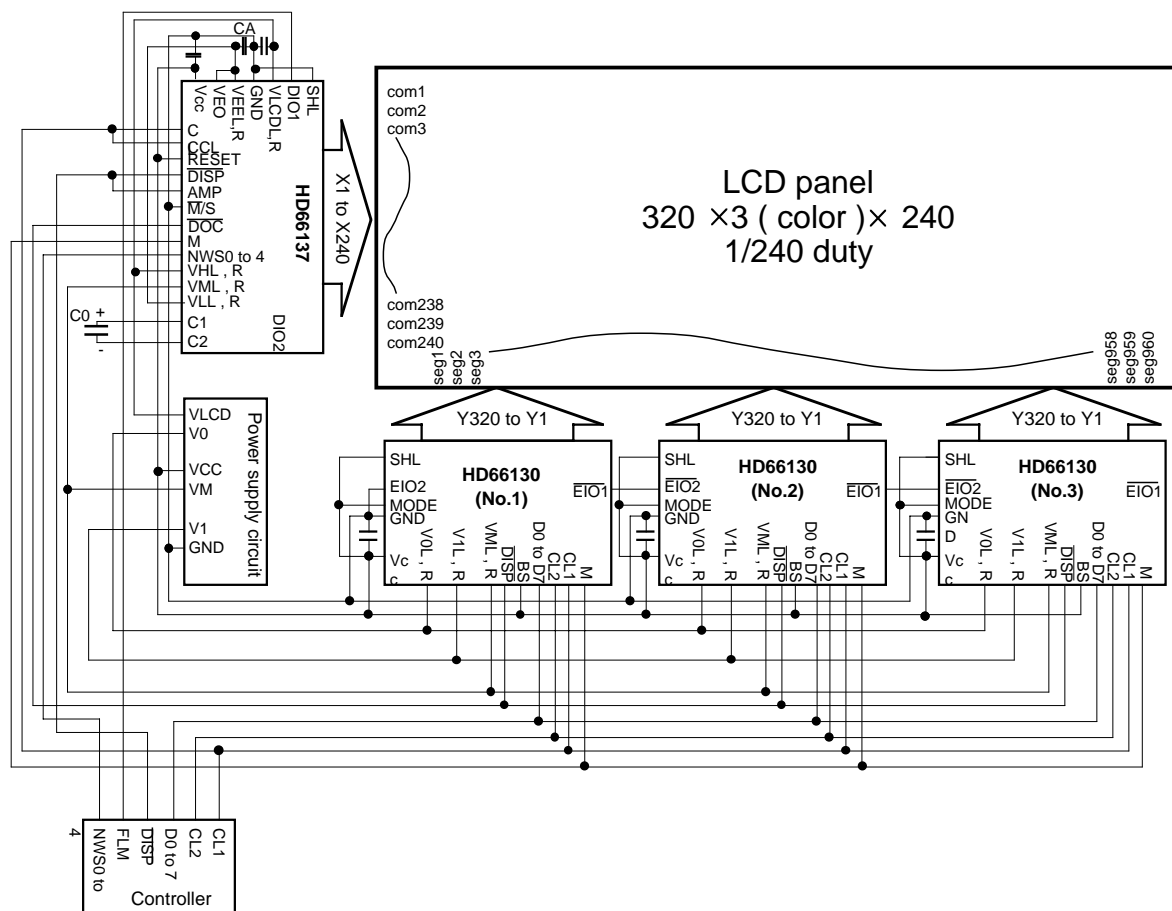 CA
Vcc
VEO
VEEL,R
GND
VLCDL,R
DIO1
SHL
C
CCL
RESET
DISP
AMP
M/S
DOC
M
NWS0 to 4
VHL , R
VML , R
VLL , R
C1
C2
HD66137
DIO2
C0
+
-
X1 to X240
com1
com2
com3
com238
com239
com240
seg1
seg2
seg3
LCD panel
320 ×3 ( color )× 240
1/240 duty
seg958
seg959
seg960
VLCD
V0
VCC
VM
V1
GND
Power supply circuit
Y320 to Y1
Y320 to Y1
Y320 to Y1
SHL
EIO2
MODE
GND
Vc
c
HD66130
(No.1)
EIO1
V0L , R
V1L , R
VML , R
DISP
BS
D0 to D7
CL2
CL1
M
SHL
EIO2
MODE
GND
Vc
c
HD66130
(No.2)
EIO1
V0L , R
V1L , R
VML , R
DISP
BS
D0 to D7
CL2
CL1
M
SHL
EIO2
MODE
GN
D
Vc
c
HD66130
(No.3)
EIO1
V0L , R
V1L , R
VML , R
DISP
BS
D0 to D7
CL2
CL1
M
NWS0 to
4
FLM
DISP
D0 to 7
CL2
CL1
Controller